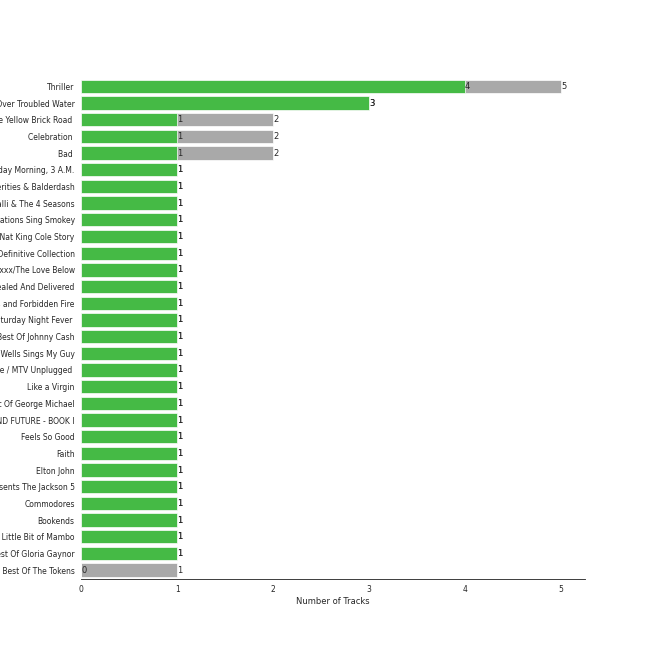 Thriller 4 5
Over Troubled Water 3
e Yellow Brick Road 1 2
Celebration 1 2
Bad 1 2
day Morning, 3 A.M. 1
erities & Balderdash 1
alli & The 4 Seasons 1
ations Sing Smokey 1
Nat King Cole Story 1
Definitive Collection 1
xxx/The Love Below 1
ealed And Delivered 1
and Forbidden Fire 1
turday Night Fever 1
Best Of Johnny Cash 1
Wells Sings My Guy 1
e / MTV Unplugged 1
Like a Virgin 1
t Of George Michael 1
ND FUTURE - BOOK I 1
Feels So Good 1
Faith 1
Elton John 1
sents The Jackson 5 1
Commodores 1
Bookends 1
Little Bit of Mambo 1
est Of Gloria Gaynor 1
Best Of The Tokens 0 1
0 1 2 3 4 5
Number of Tracks